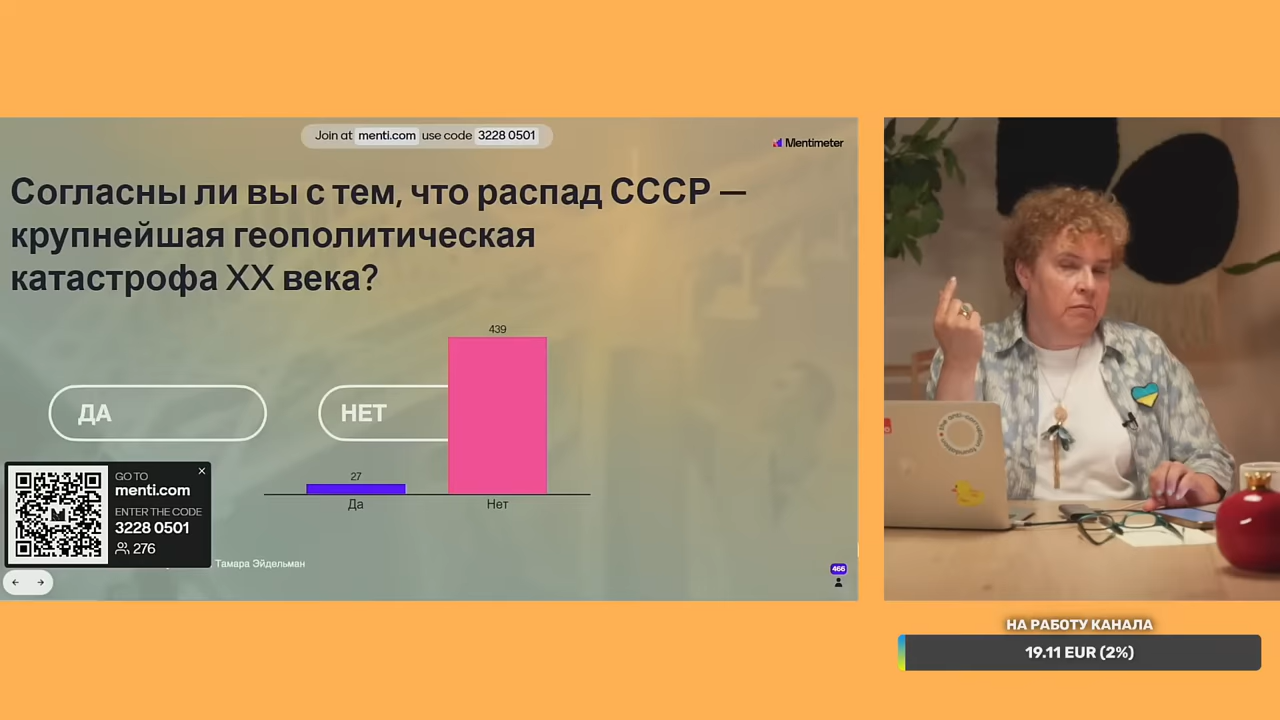 Join at menti.com use code 3228 0501
Mentimeter
Согласны ли вы с тем, что распад СССР —
крупнейшая геополитическая
катастрофа XX века?
439
ДА
НЕТ
27
Да
Нет
GO TO
menti.com
ENTER THE CODE
3228 0501
276
Тамара Эйдельман
466
НА РАБОТУ КАНАЛА
19.11 EUR (2%)